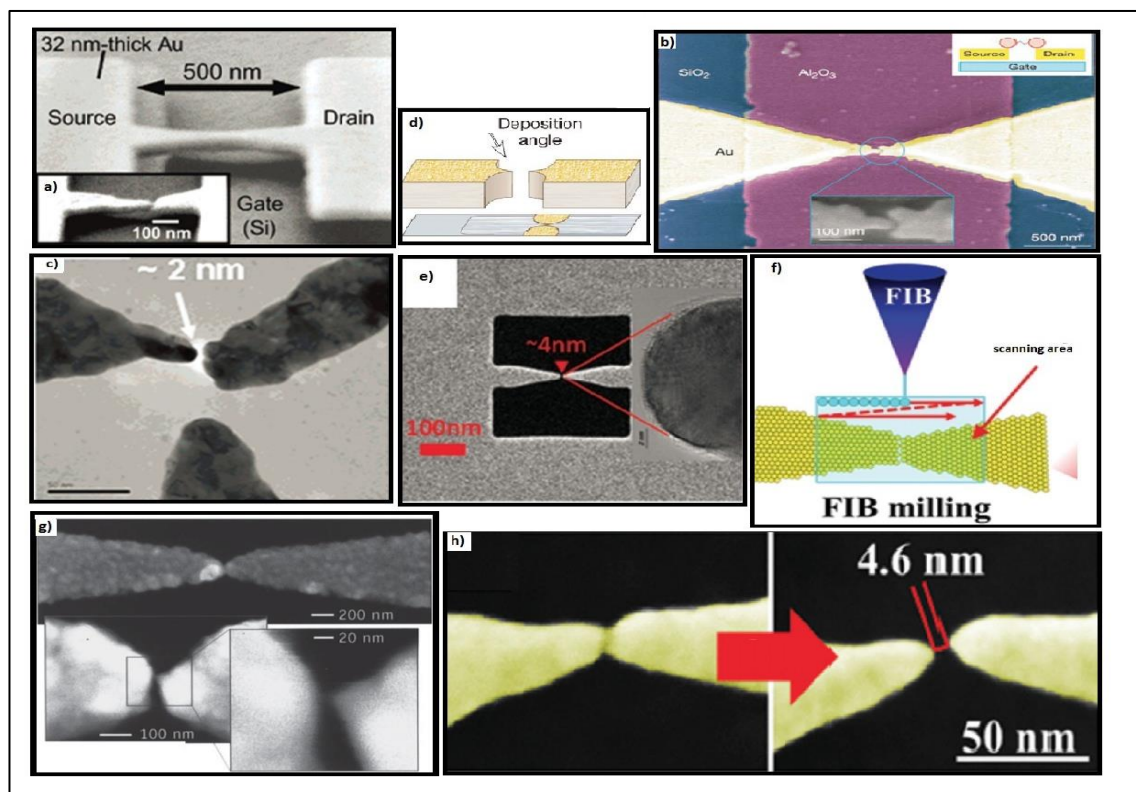 32 nm-thick Au
500 nm
Source
Drain
a)
100 nm
Gate
(Si)
b)
SiO₂
Al₂O₃
Source
Drain
Gate
Au
100 nm
500 nm
c)
~ 2 nm
d)
Deposition
angle
e)
~4nm
100nm
f)
FIB
scanning area
FIB milling
g)
200 nm
20 nm
100 nm
h)
4.6 nm
50 nm